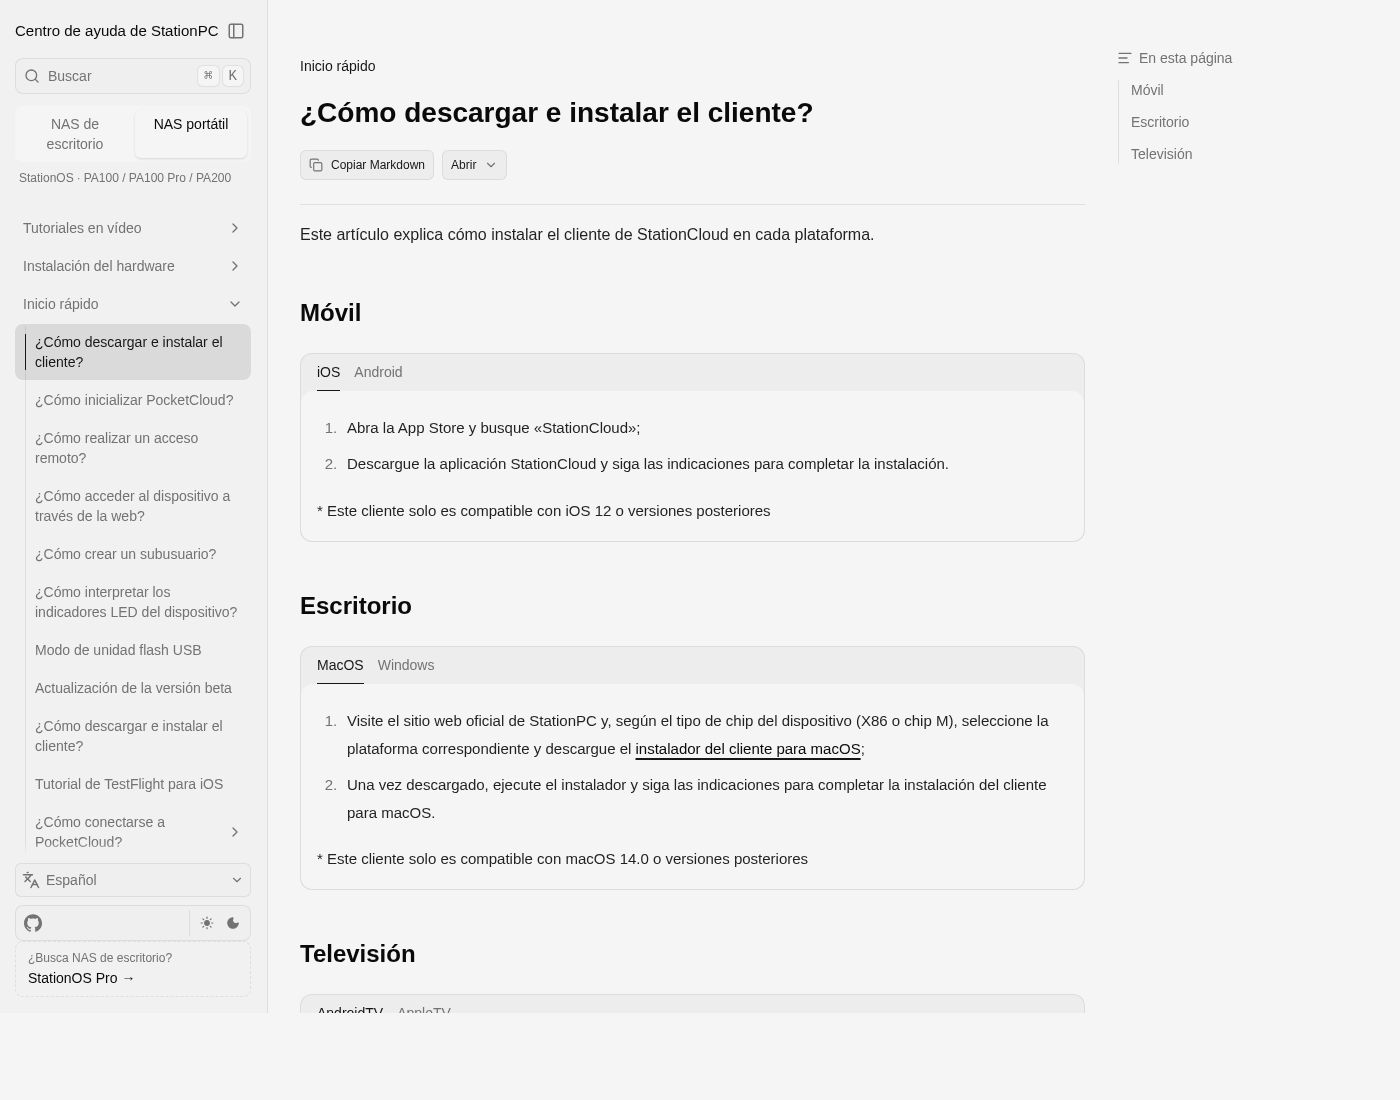 Centro de ayuda de StationPC
Buscar
⌘ K
NAS de
escritorio
NAS portátil
StationOS · PA100 / PA100 Pro / PA200
Tutoriales en vídeo
Instalación del hardware
Inicio rápido
¿Cómo descargar e instalar el
cliente?
¿Cómo inicializar PocketCloud?
¿Cómo realizar un acceso
remoto?
¿Cómo acceder al dispositivo a
través de la web?
¿Cómo crear un subusuario?
¿Cómo interpretar los
indicadores LED del dispositivo?
Modo de unidad flash USB
Actualización de la versión beta
¿Cómo descargar e instalar el
cliente?
Tutorial de TestFlight para iOS
¿Cómo conectarse a
PocketCloud?
Español
¿Busca NAS de escritorio?
StationOS Pro →
Inicio rápido
¿Cómo descargar e instalar el cliente?
Copiar Markdown
Abrir
Este artículo explica cómo instalar el cliente de StationCloud en cada plataforma.
Móvil
iOS Android
1. Abra la App Store y busque «StationCloud»;
2. Descargue la aplicación StationCloud y siga las indicaciones para completar la instalación.
* Este cliente solo es compatible con iOS 12 o versiones posteriores
Escritorio
MacOS Windows
1. Visite el sitio web oficial de StationPC y, según el tipo de chip del dispositivo (X86 o chip M), seleccione la
plataforma correspondiente y descargue el instalador del cliente para macOS;
2. Una vez descargado, ejecute el instalador y siga las indicaciones para completar la instalación del cliente
para macOS.
* Este cliente solo es compatible con macOS 14.0 o versiones posteriores
Televisión
AndroidTV AppleTV
En esta página
Móvil
Escritorio
Televisión